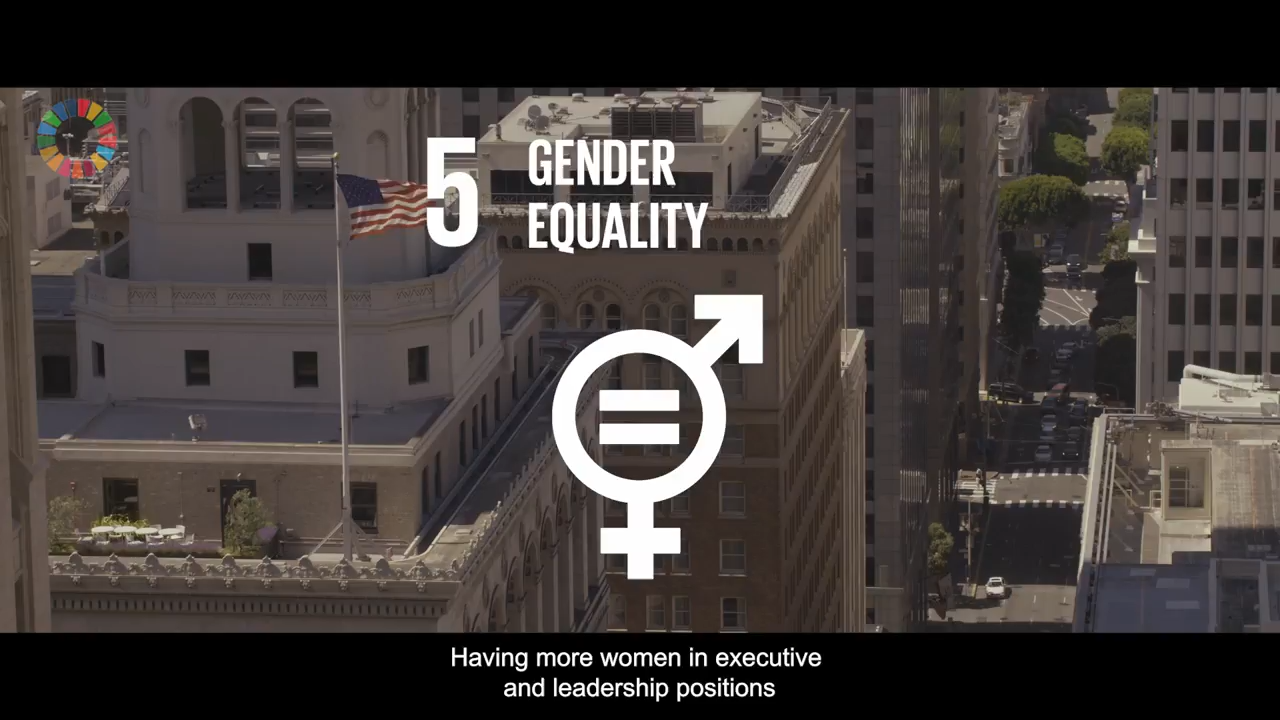 5
GENDER
EQUALITY
Having more women in executive
and leadership positions